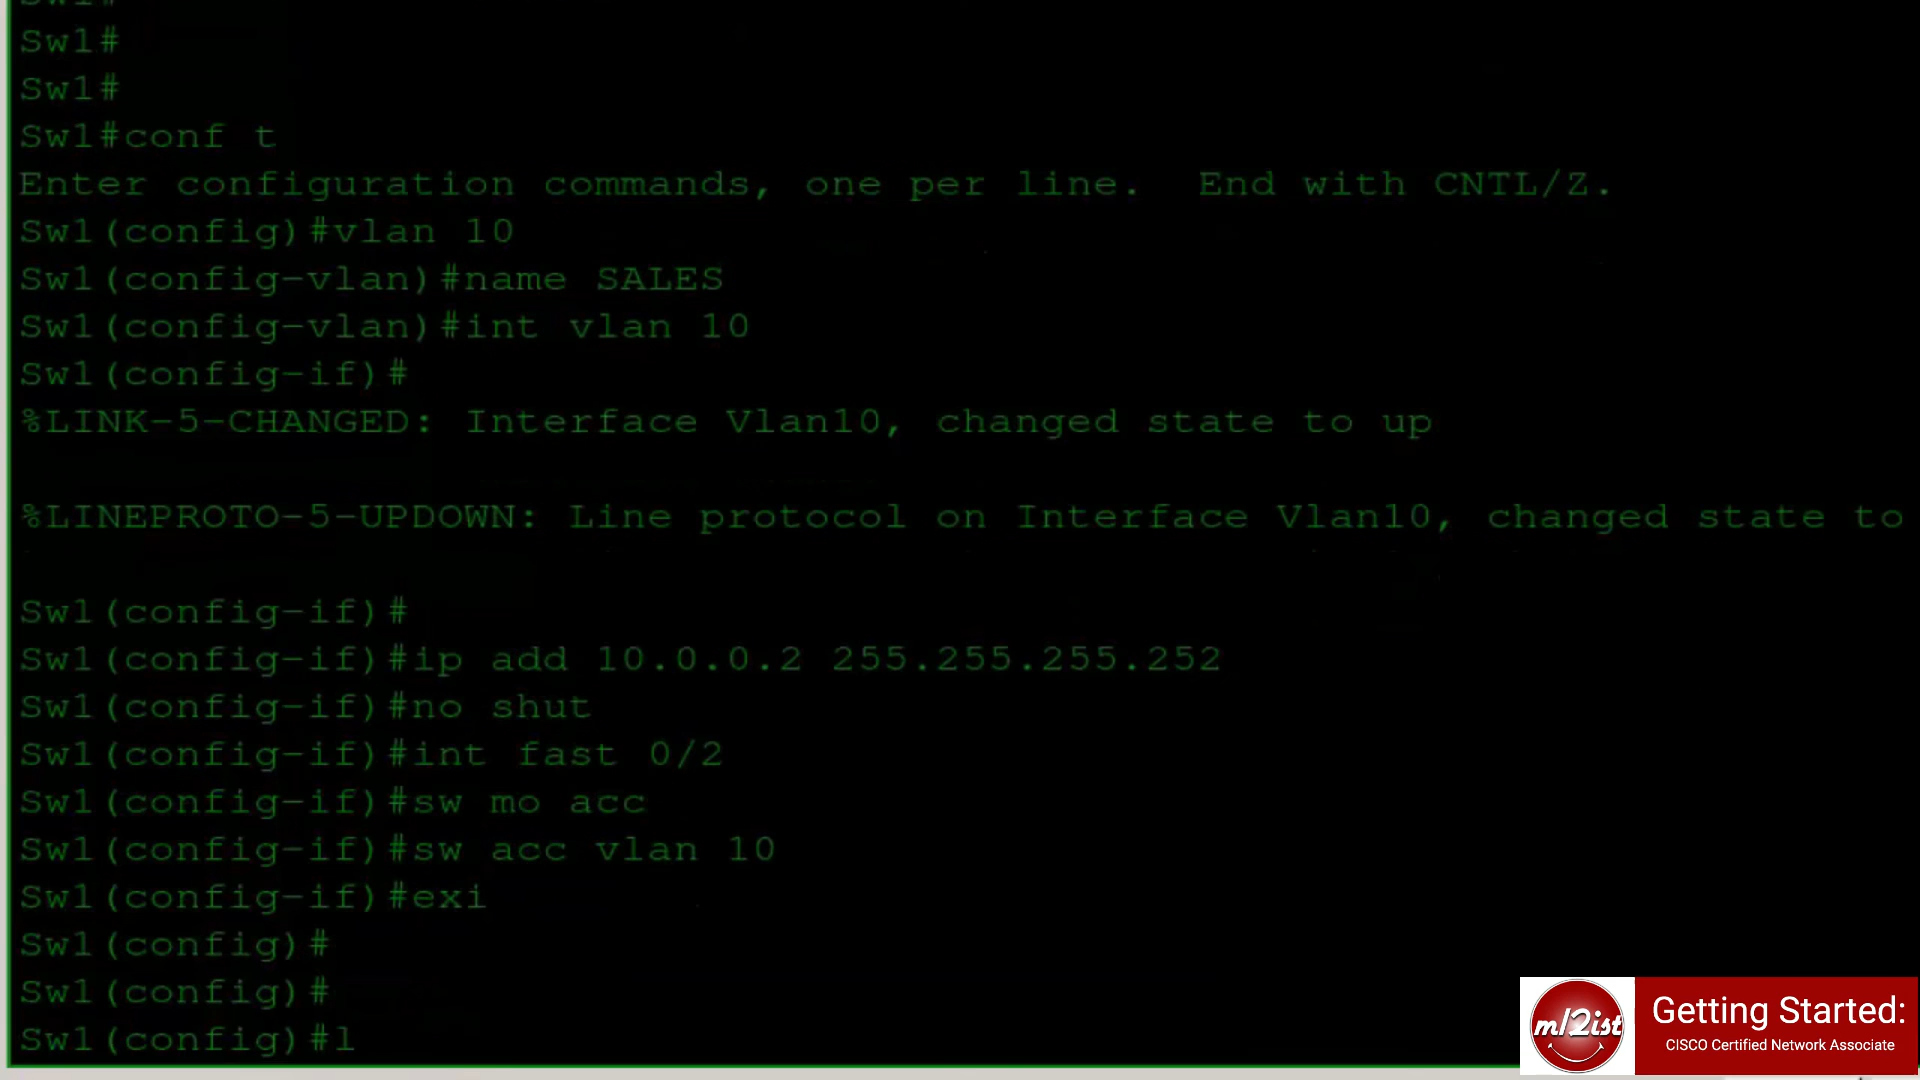 Sw1#
Sw1#
Sw1#
Sw1#conf t
Enter configuration commands, one per line.  End with CNTL/Z.
Sw1(config)#vlan 10
Sw1(config-vlan)#name SALES
Sw1(config-vlan)#int vlan 10
Sw1(config-if)#
%LINK-5-CHANGED: Interface Vlan10, changed state to up
%LINEPROTO-5-UPDOWN: Line protocol on Interface Vlan10, changed state to
Sw1(config-if)#
Sw1(config-if)#ip add 10.0.0.2 255.255.255.252
Sw1(config-if)#no shut
Sw1(config-if)#int fast 0/2
Sw1(config-if)#sw mo acc
Sw1(config-if)#sw acc vlan 10
Sw1(config-if)#exi
Sw1(config)#
Sw1(config)#
Sw1(config)#l
ml2ist
Getting Started:
CISCO Certified Network Associate